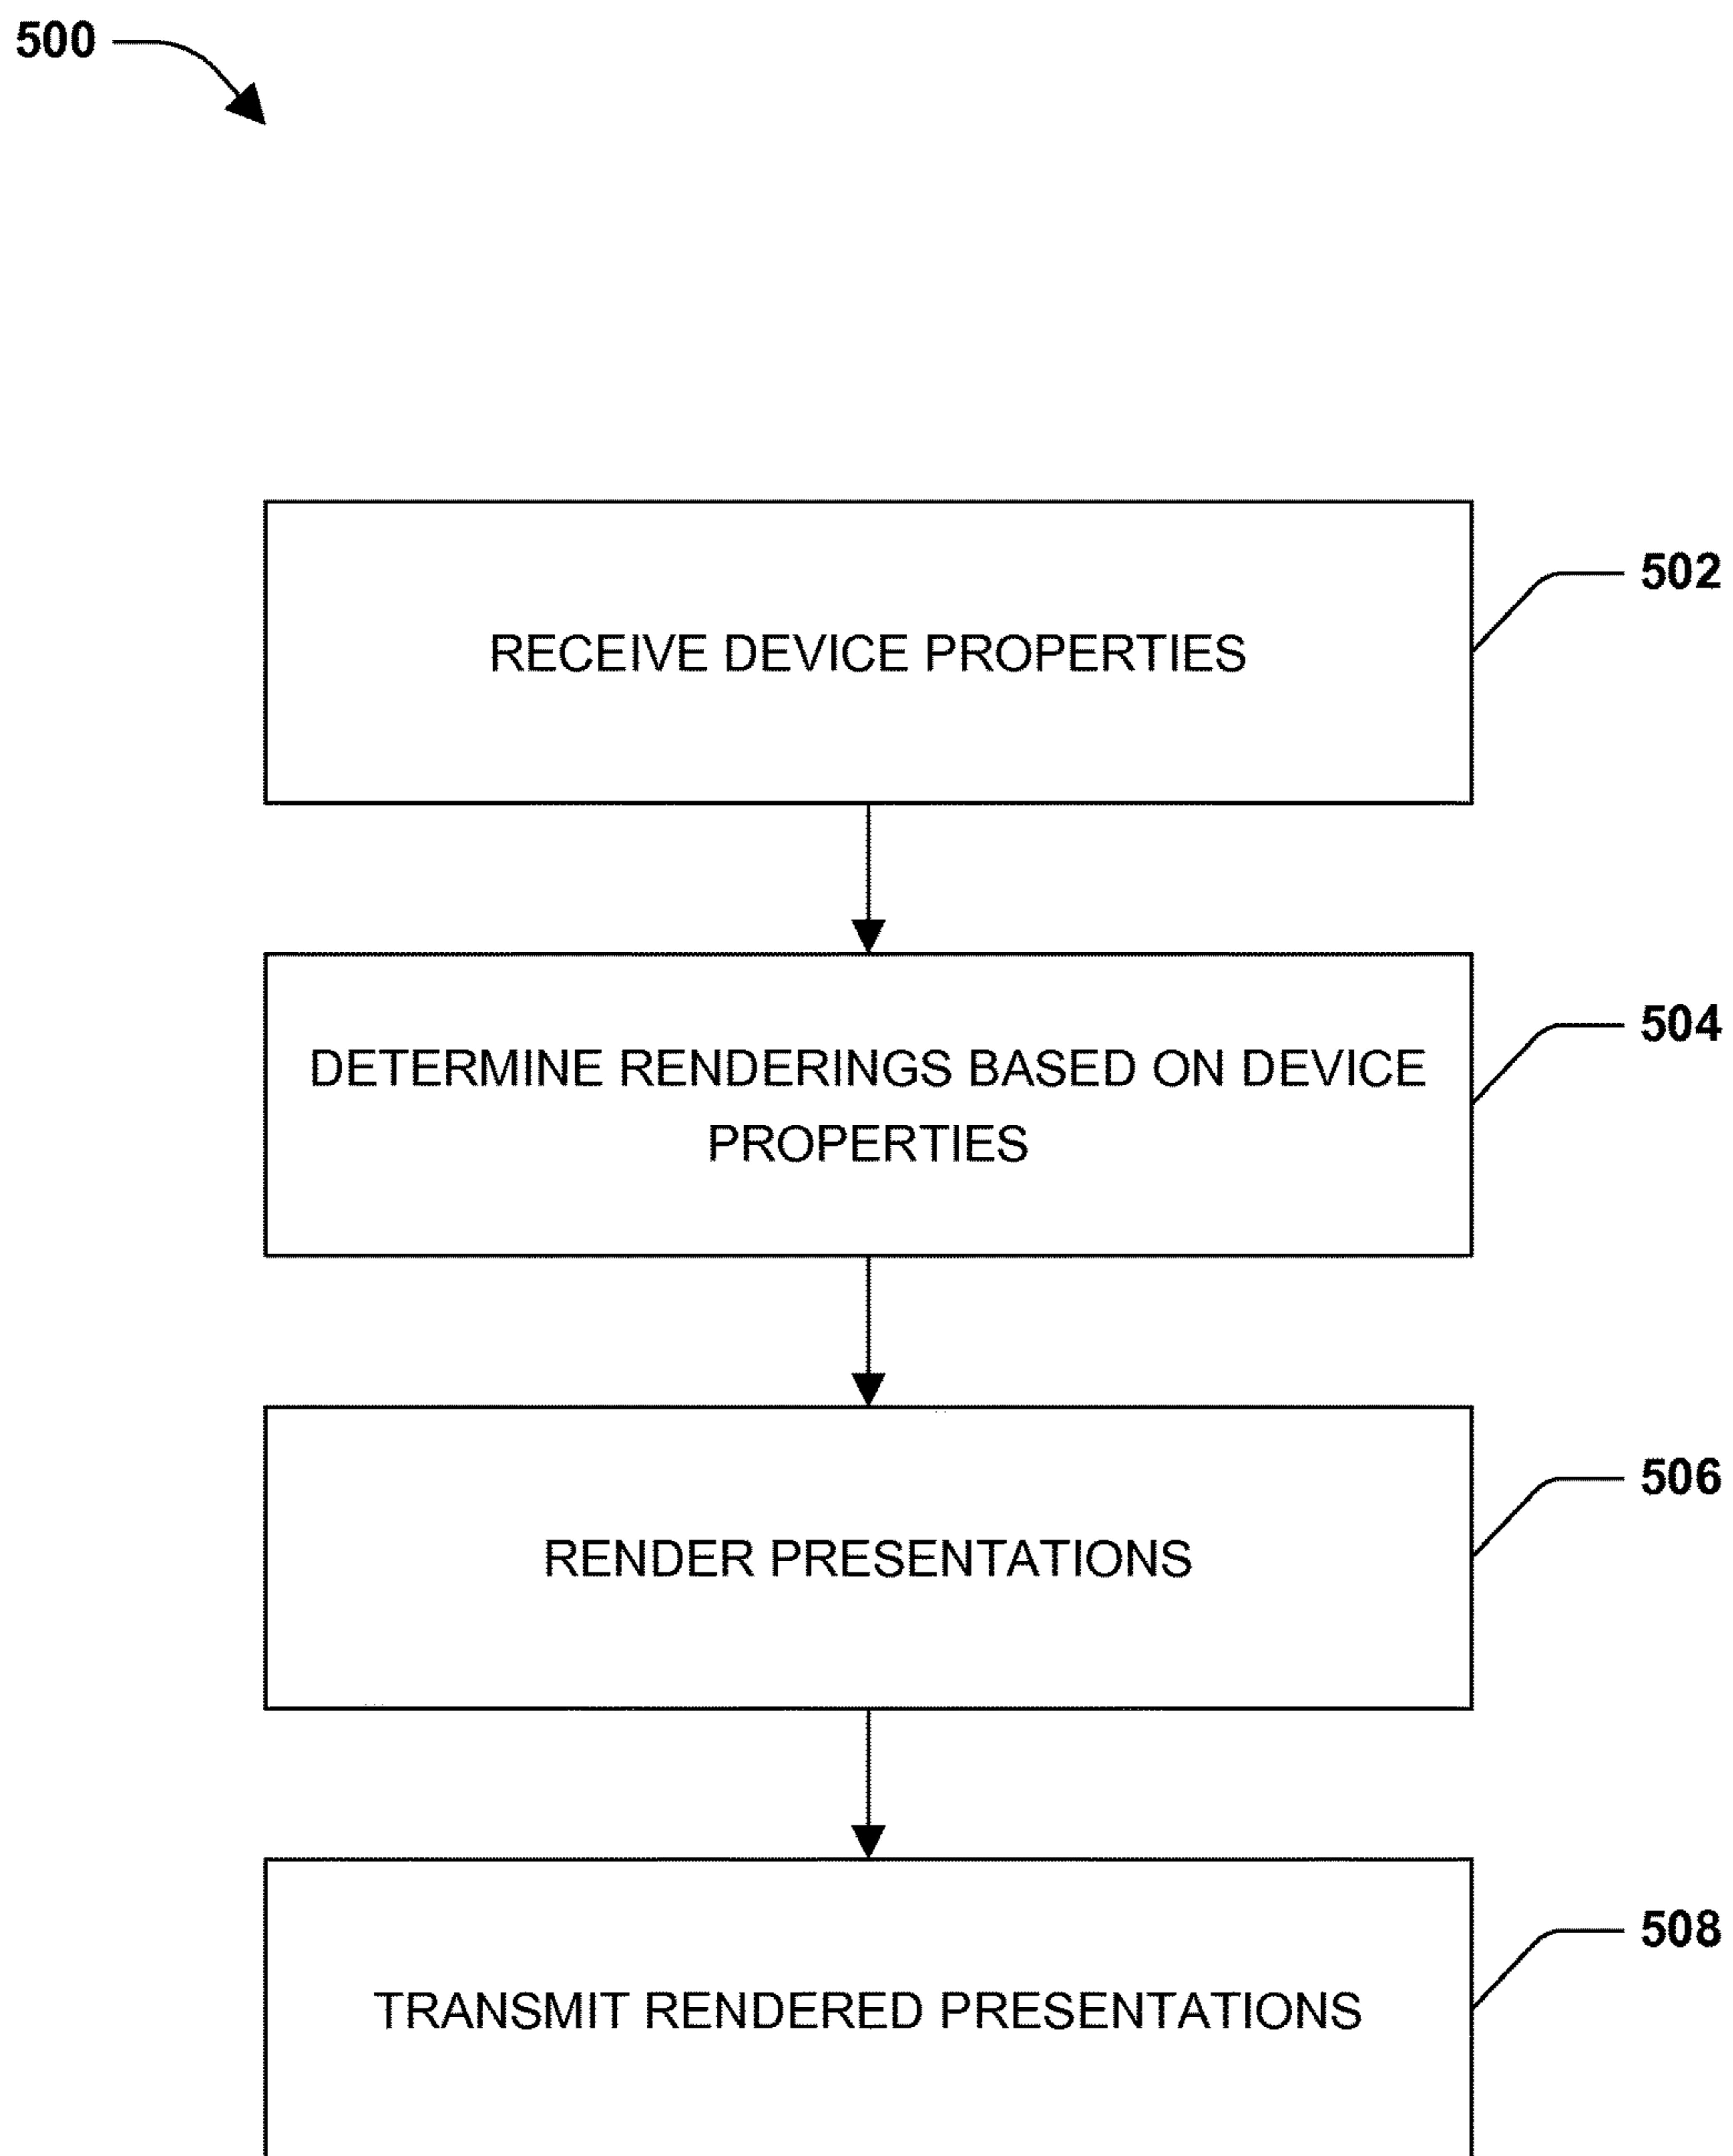 500
RECEIVE DEVICE PROPERTIES
502
DETERMINE RENDERINGS BASED ON DEVICE
PROPERTIES
504
RENDER PRESENTATIONS
506
TRANSMIT RENDERED PRESENTATIONS
508